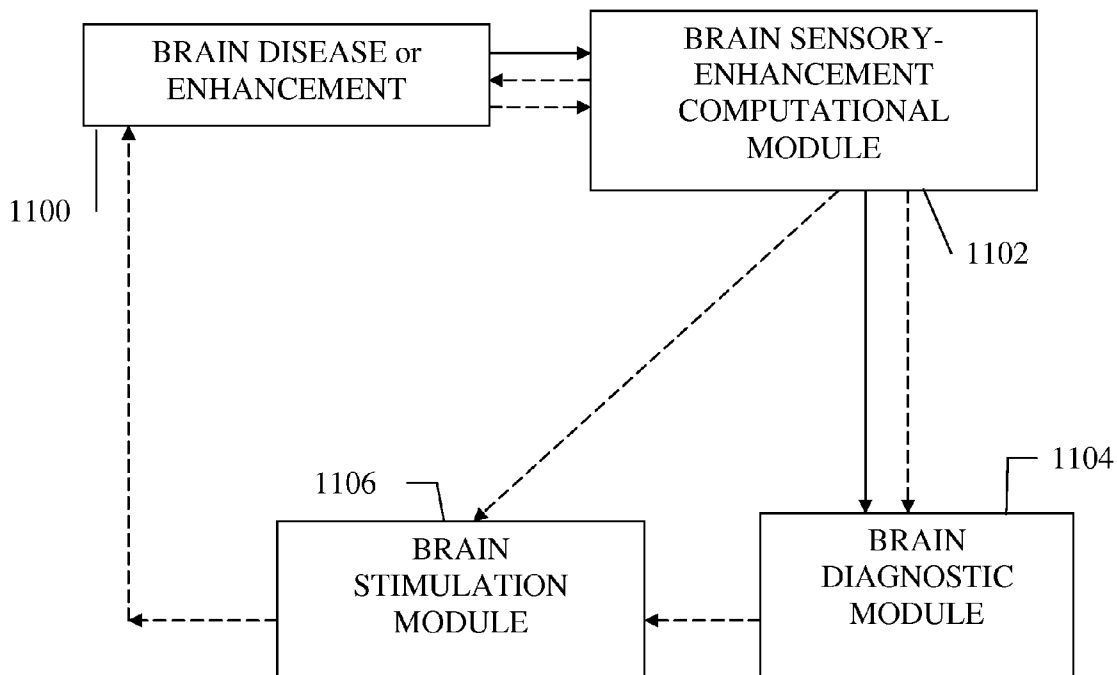 BRAIN DISEASE or
ENHANCEMENT
BRAIN SENSORY-
ENHANCEMENT
COMPUTATIONAL
MODULE
1100
1102
1106
1104
BRAIN
STIMULATION
MODULE
BRAIN
DIAGNOSTIC
MODULE